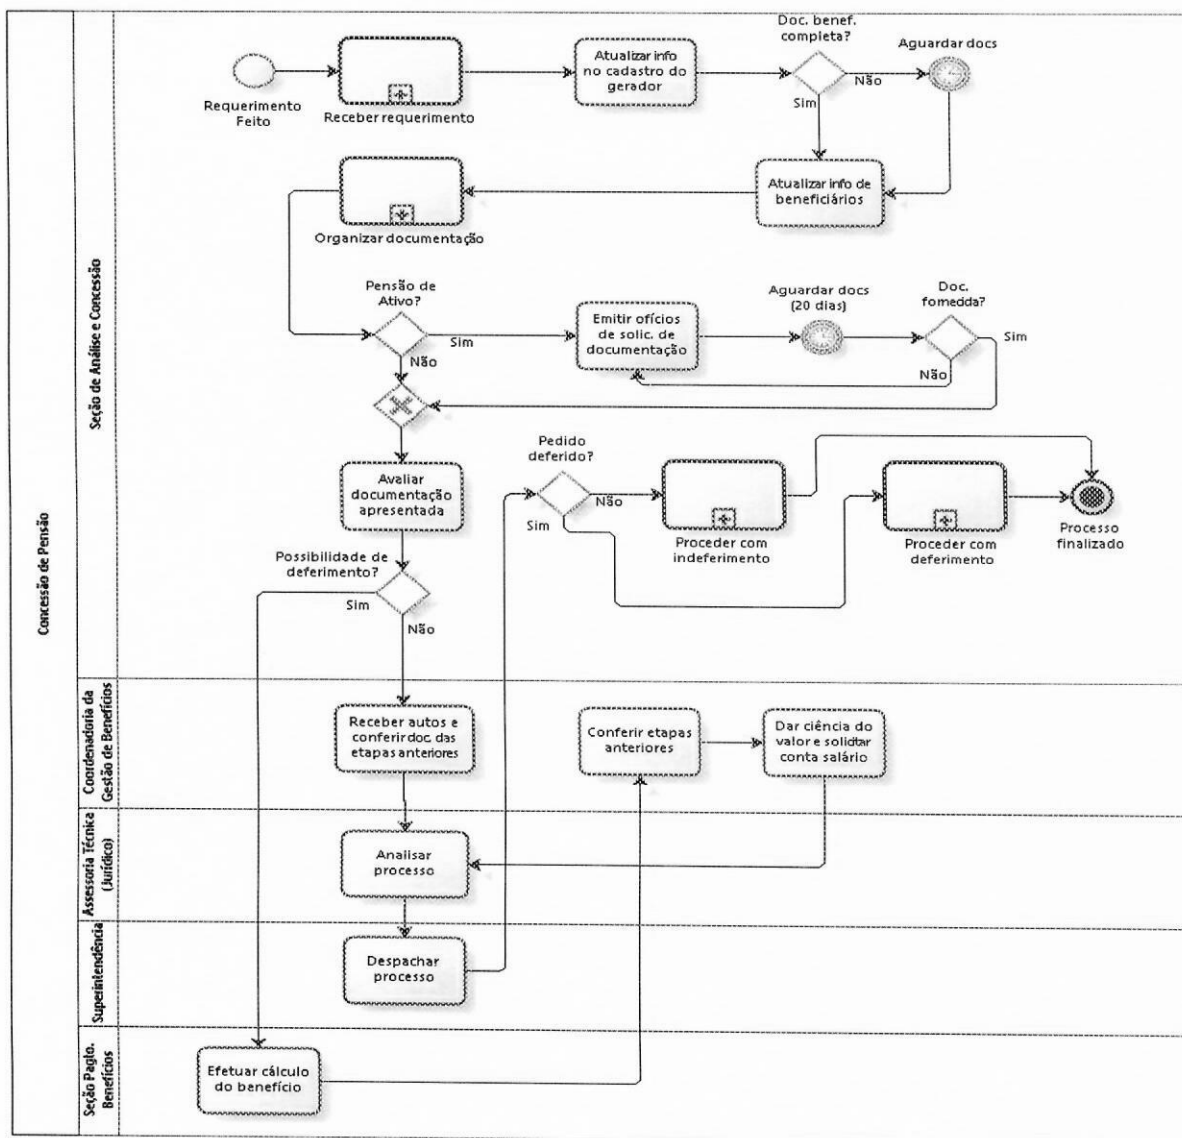 Concessão de Pensão
Seção de Análise e Concessão
Requerimento
Feito
Receber requerimento
Atualizar info
no cadastro do
gerador
Doc. benef.
completa?
Não
Sim
Aguardar docs
Atualizar info de
beneficiários
Organizar documentação
Pensão de
Ativo?
Sim
Não
Emitir ofícios
de solic. de
documentação
Aguardar docs
(20 dias)
Doc.
fornecida?
Sim
Não
Avaliar
documentação
apresentada
Pedido
deferido?
Não
Sim
Proceder com
indeferimento
Proceder com
deferimento
Processo
finalizado
Possibilidade de
deferimento?
Sim
Não
Coordenadoria da
Gestão de Benefícios
Receber autos e
conferir doc. das
etapas anteriores
Conferir etapas
anteriores
Dar ciência do
valor e solicitar
conta salário
Assessoria Técnica
(Jurídico)
Analisar
processo
Superintendência
Despachar
processo
Seção Pagto.
Benefícios
Efetuar cálculo
do benefício